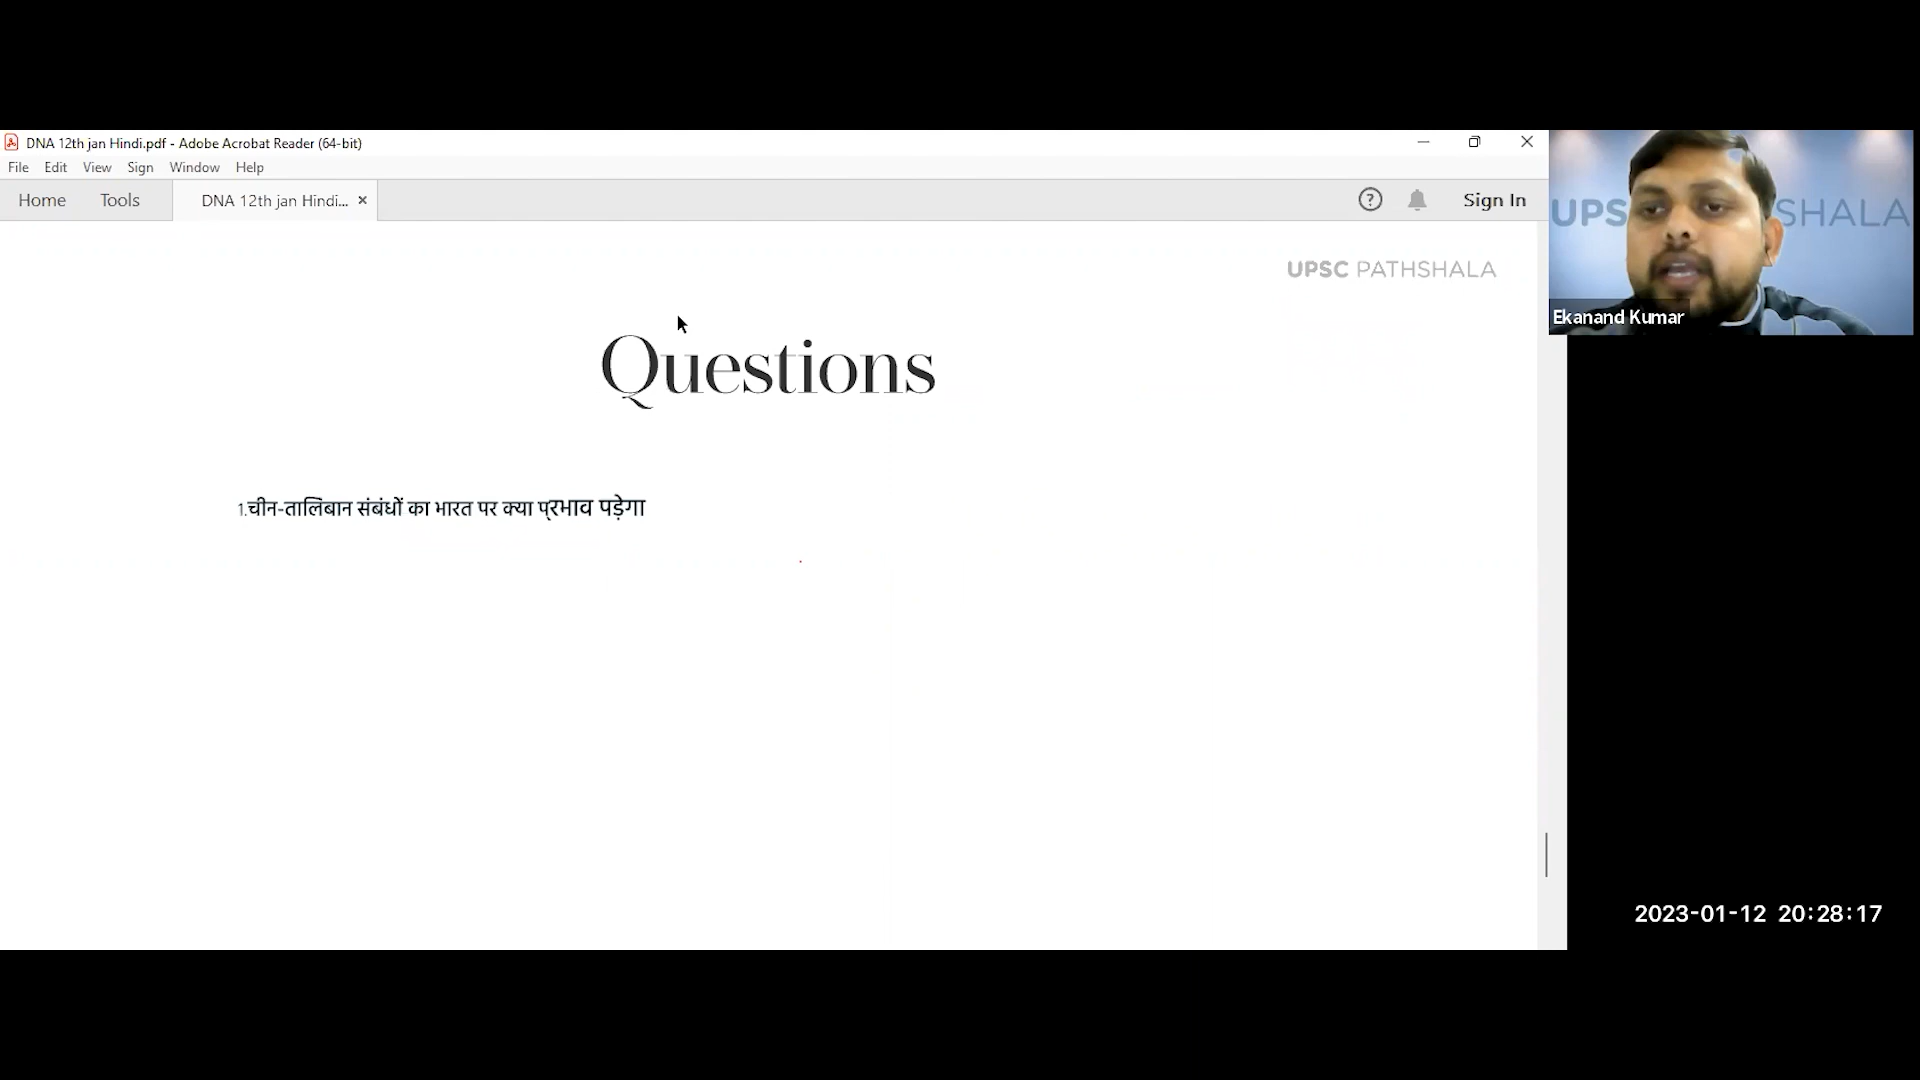 DNA 12th jan Hindi.pdf - Adobe Acrobat Reader (64-bit)
File Edit View Sign Window Help
Home Tools DNA 12th jan Hindi... × ? Sign In
UPSC PATHSHALA
UPS SHALA
Ekanand Kumar
Questions
1.चीन-तालिबान संबंधों का भारत पर क्या प्रभाव पड़ेगा
2023-01-12 20:28:17